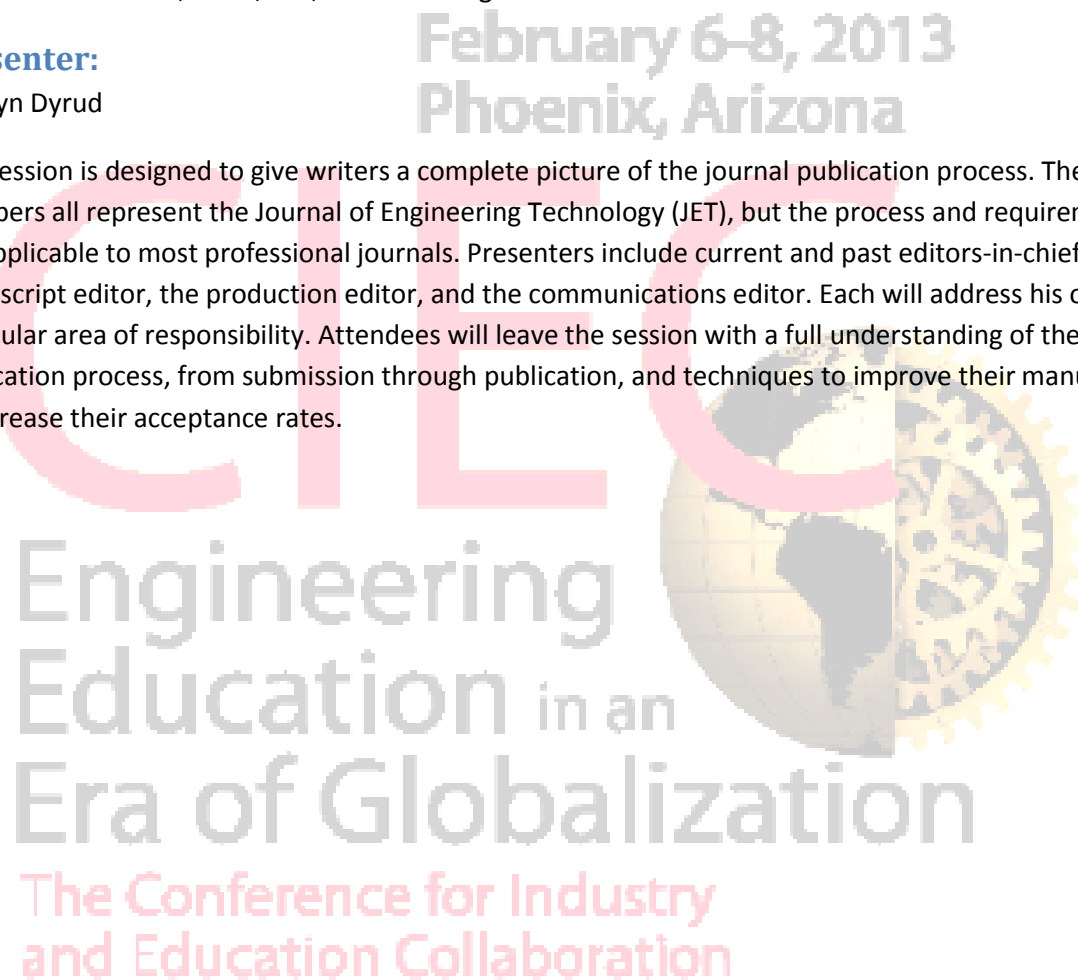 February 6-8, 2013
senter:
Phoenix, Arizona
yn Dyrud
ession is designed to give writers a complete picture of the journal publication process. The
bers all represent the Journal of Engineering Technology (JET), but the process and requirem
pplicable to most professional journals. Presenters include current and past editors-in-chief
script editor, the production editor, and the communications editor. Each will address his o
ular area of responsibility. Attendees will leave the session with a full understanding of the
cation process, from submission through publication, and techniques to improve their manu
rease their acceptance rates.
CIEC
Engineering
Education in an
Era of Globalization
The Conference for Industry
and Education Collaboration